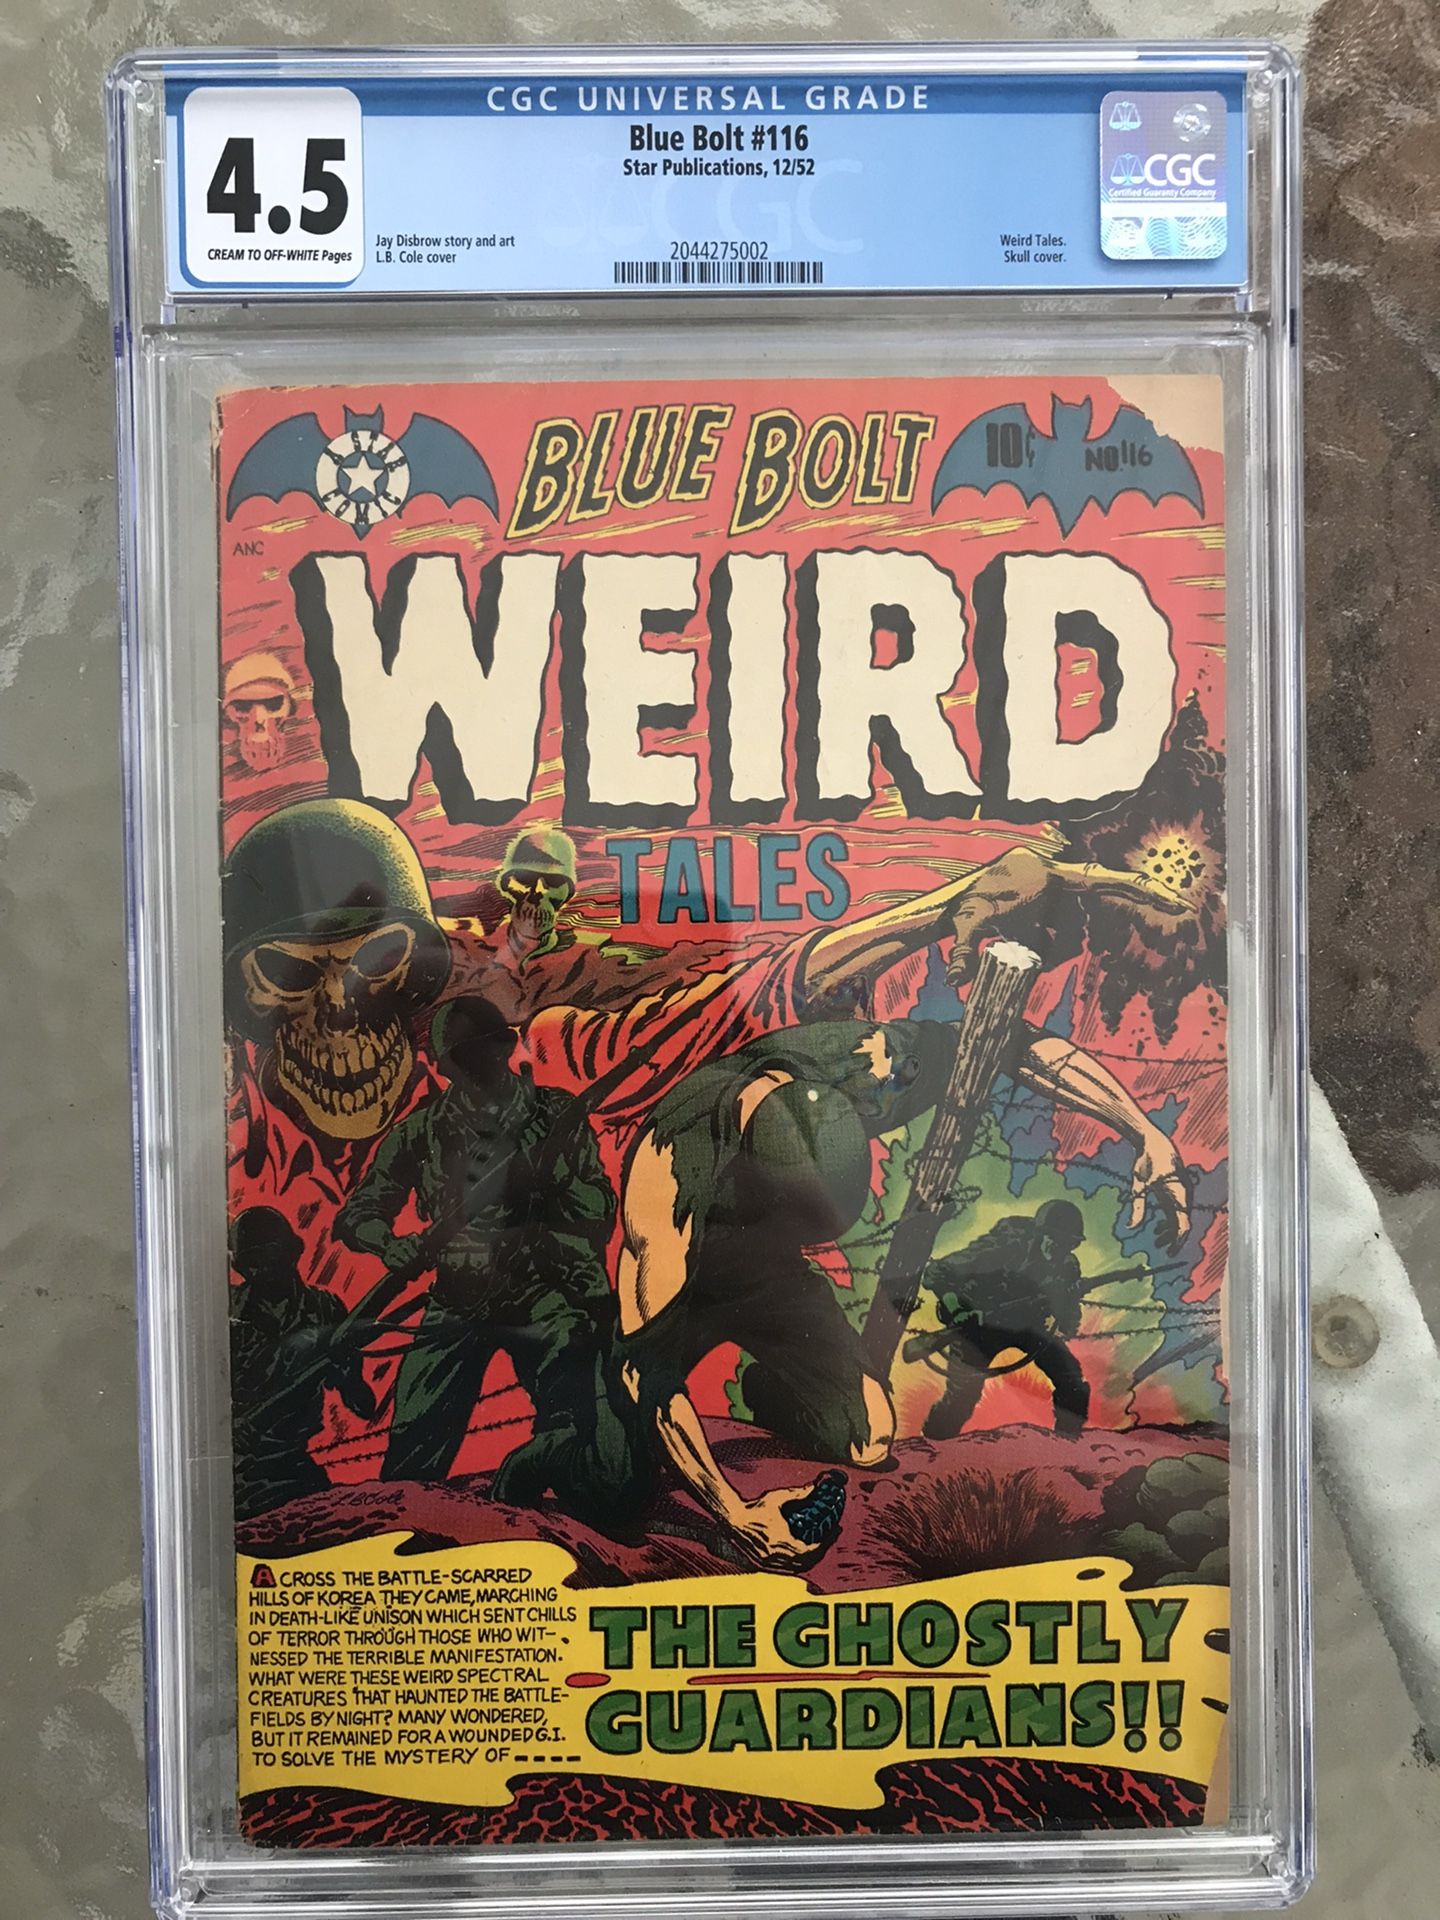 CGC UNIVERSAL GRADE
4.5
CREAM TO OFF-WHITE Pages
Blue Bolt #116
Star Publications, 12/52
Jay Disbrow story and art
L.B. Cole cover
2044275002
Weird Tales.
Skull cover.
CGC
Certified Guaranty Company
CGC
A STAR
COM
BLUE BOLT
10¢
NO. 116
ANC
WEIRD
TALES
L.B. Cole
ACROSS THE BATTLE-SCARRED
HILLS OF KOREA THEY CAME, MARCHING
IN DEATH-LIKE UNISON WHICH SENT CHILLS
OF TERROR THROUGH THOSE WHO WIT-
NESSED THE TERRIBLE MANIFESTATION.
WHAT WERE THESE WEIRD SPECTRAL
CREATURES THAT HAUNTED THE BATTLE-
FIELDS BY NIGHT? MANY WONDERED,
BUT IT REMAINED FOR A WOUNDED G.I.
TO SOLVE THE MYSTERY OF ----
THE GHOSTLY
GUARDIANS!!